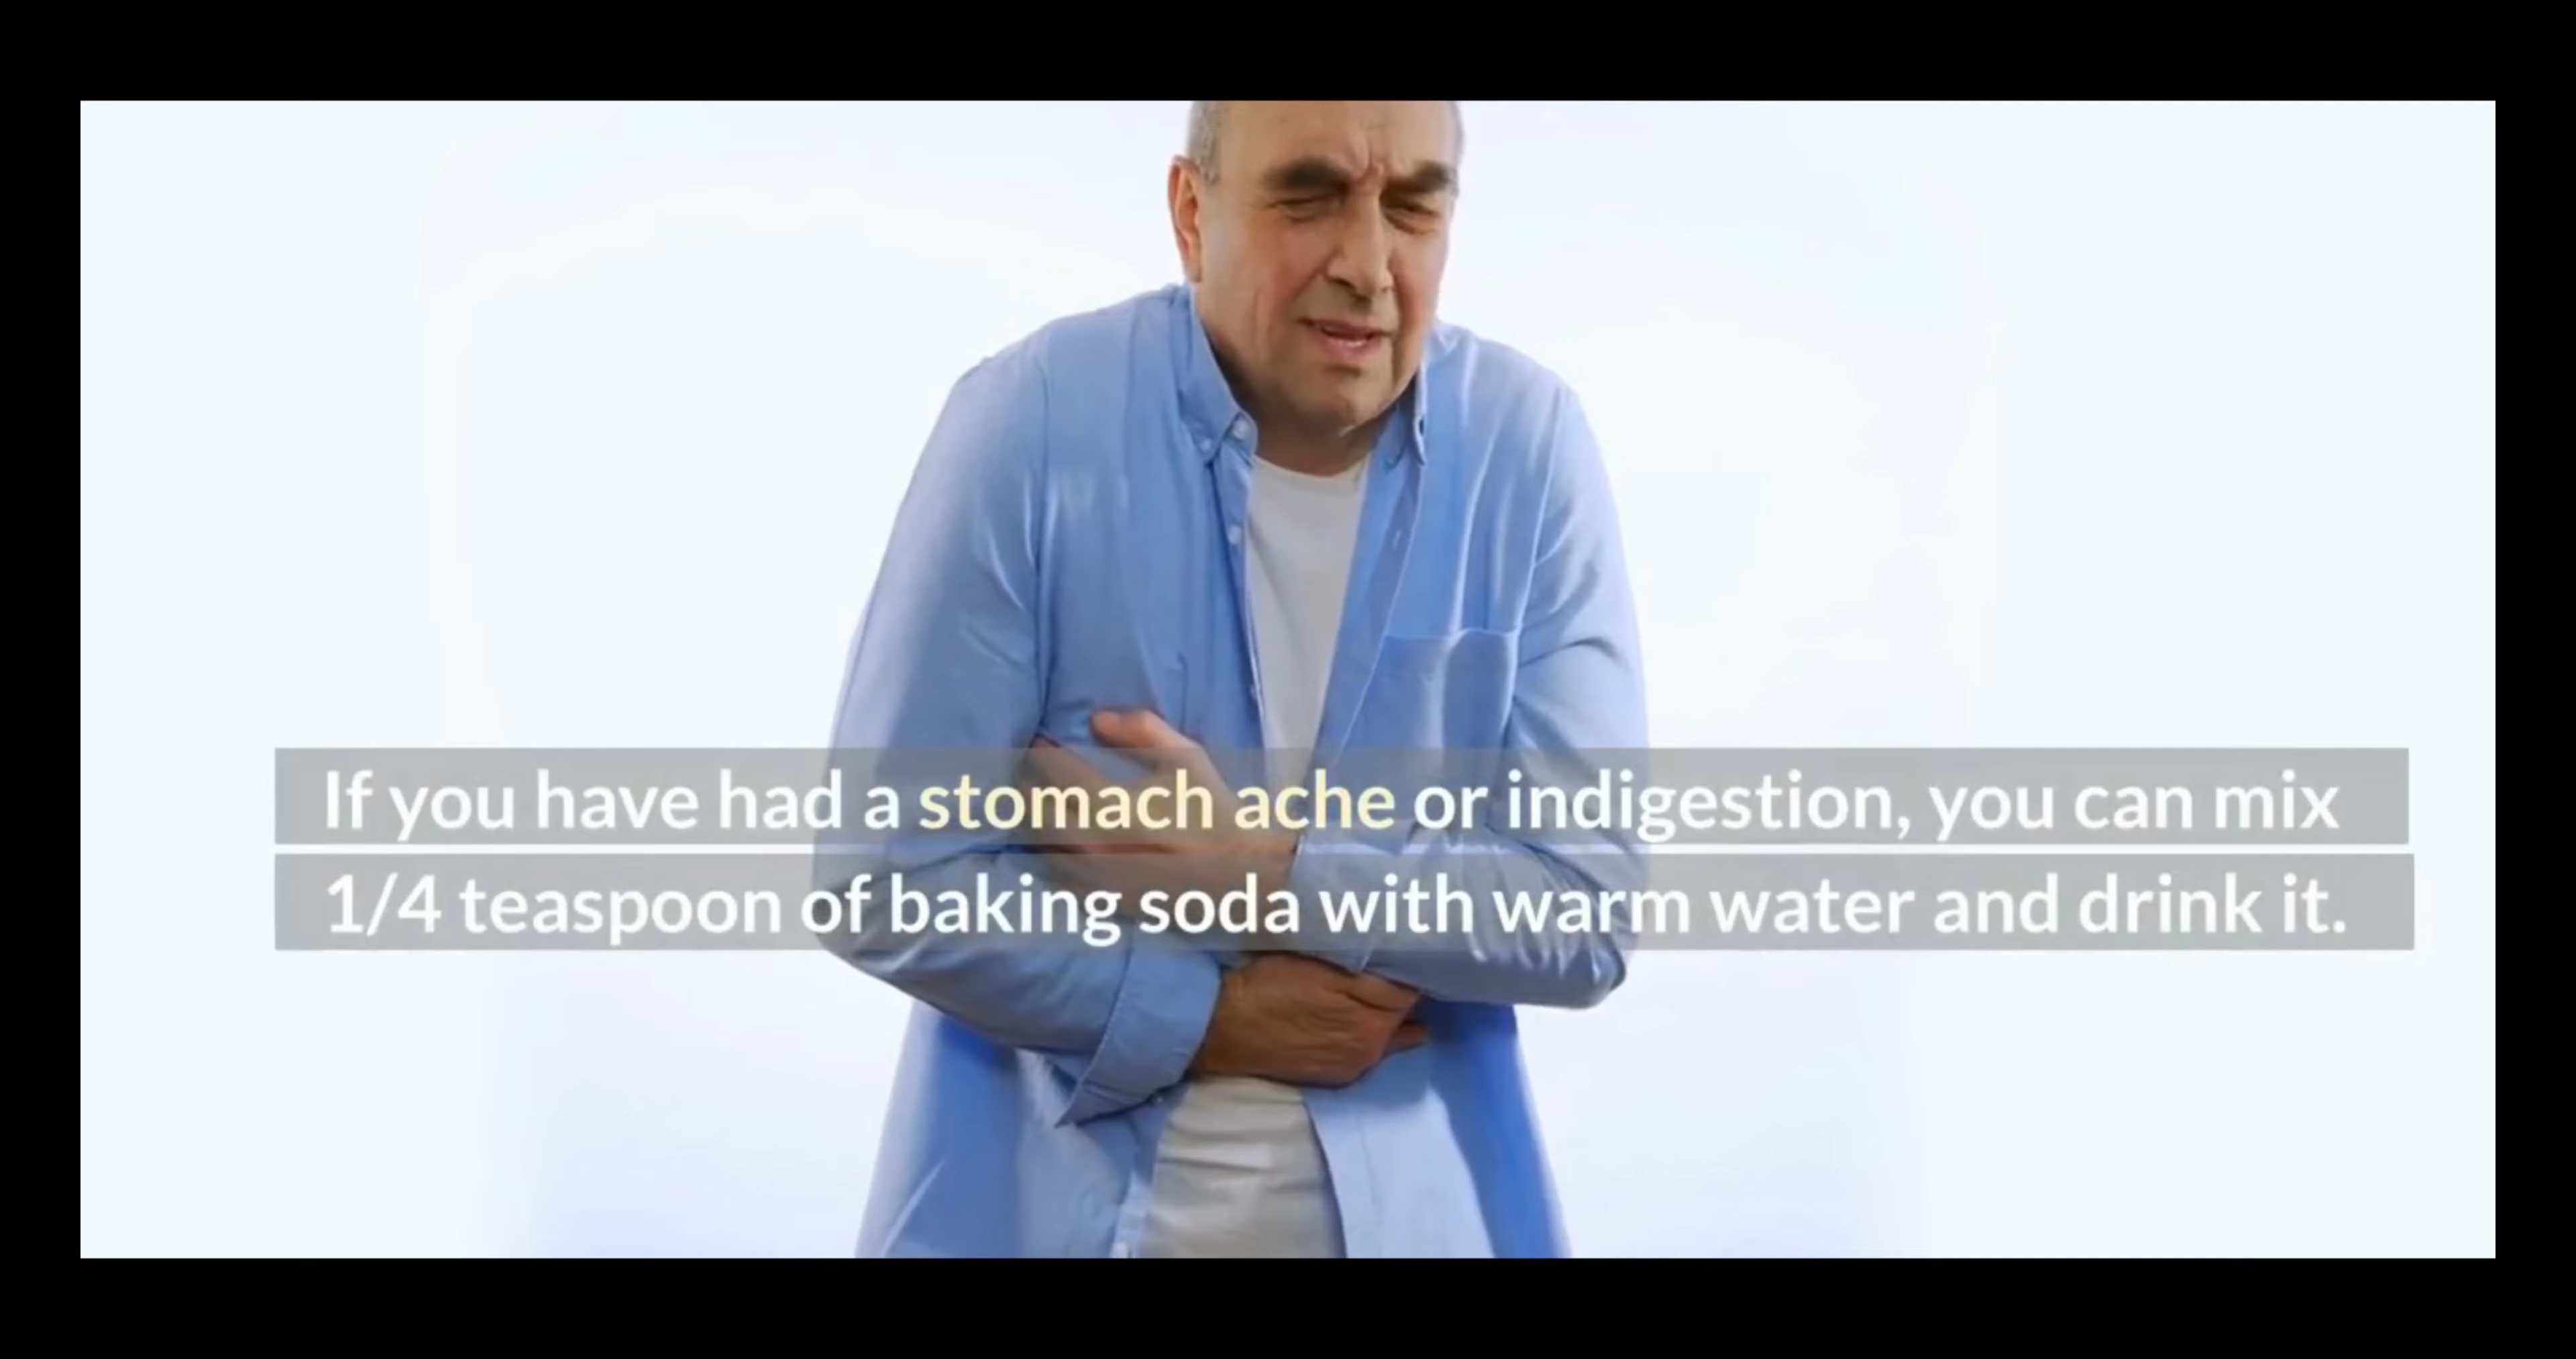 If you have had a stomach ache or indigestion, you can mix
1/4 teaspoon of baking soda with warm water and drink it.